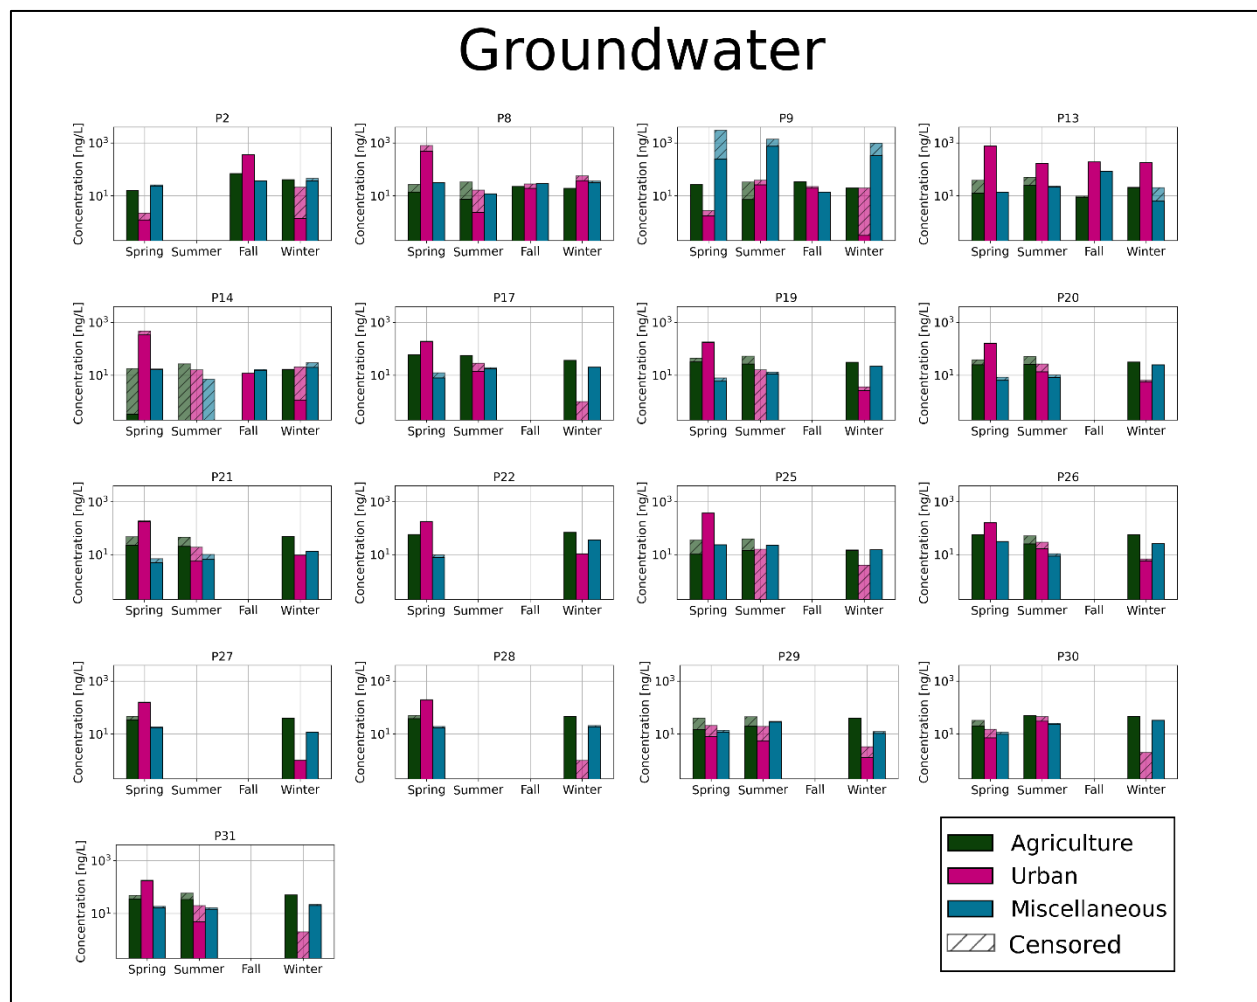 Groundwater
P2
Concentration [ng/L]
10³
10¹
Spring Summer Fall Winter
P8
Concentration [ng/L]
10³
10¹
Spring Summer Fall Winter
P9
Concentration [ng/L]
10³
10¹
Spring Summer Fall Winter
P13
Concentration [ng/L]
10³
10¹
Spring Summer Fall Winter
P14
Concentration [ng/L]
10³
10¹
Spring Summer Fall Winter
P17
Concentration [ng/L]
10³
10¹
Spring Summer Fall Winter
P19
Concentration [ng/L]
10³
10¹
Spring Summer Fall Winter
P20
Concentration [ng/L]
10³
10¹
Spring Summer Fall Winter
P21
Concentration [ng/L]
10³
10¹
Spring Summer Fall Winter
P22
Concentration [ng/L]
10³
10¹
Spring Summer Fall Winter
P25
Concentration [ng/L]
10³
10¹
Spring Summer Fall Winter
P26
Concentration [ng/L]
10³
10¹
Spring Summer Fall Winter
P27
Concentration [ng/L]
10³
10¹
Spring Summer Fall Winter
P28
Concentration [ng/L]
10³
10¹
Spring Summer Fall Winter
P29
Concentration [ng/L]
10³
10¹
Spring Summer Fall Winter
P30
Concentration [ng/L]
10³
10¹
Spring Summer Fall Winter
P31
Concentration [ng/L]
10³
10¹
Spring Summer Fall Winter
Agriculture
Urban
Miscellaneous
Censored